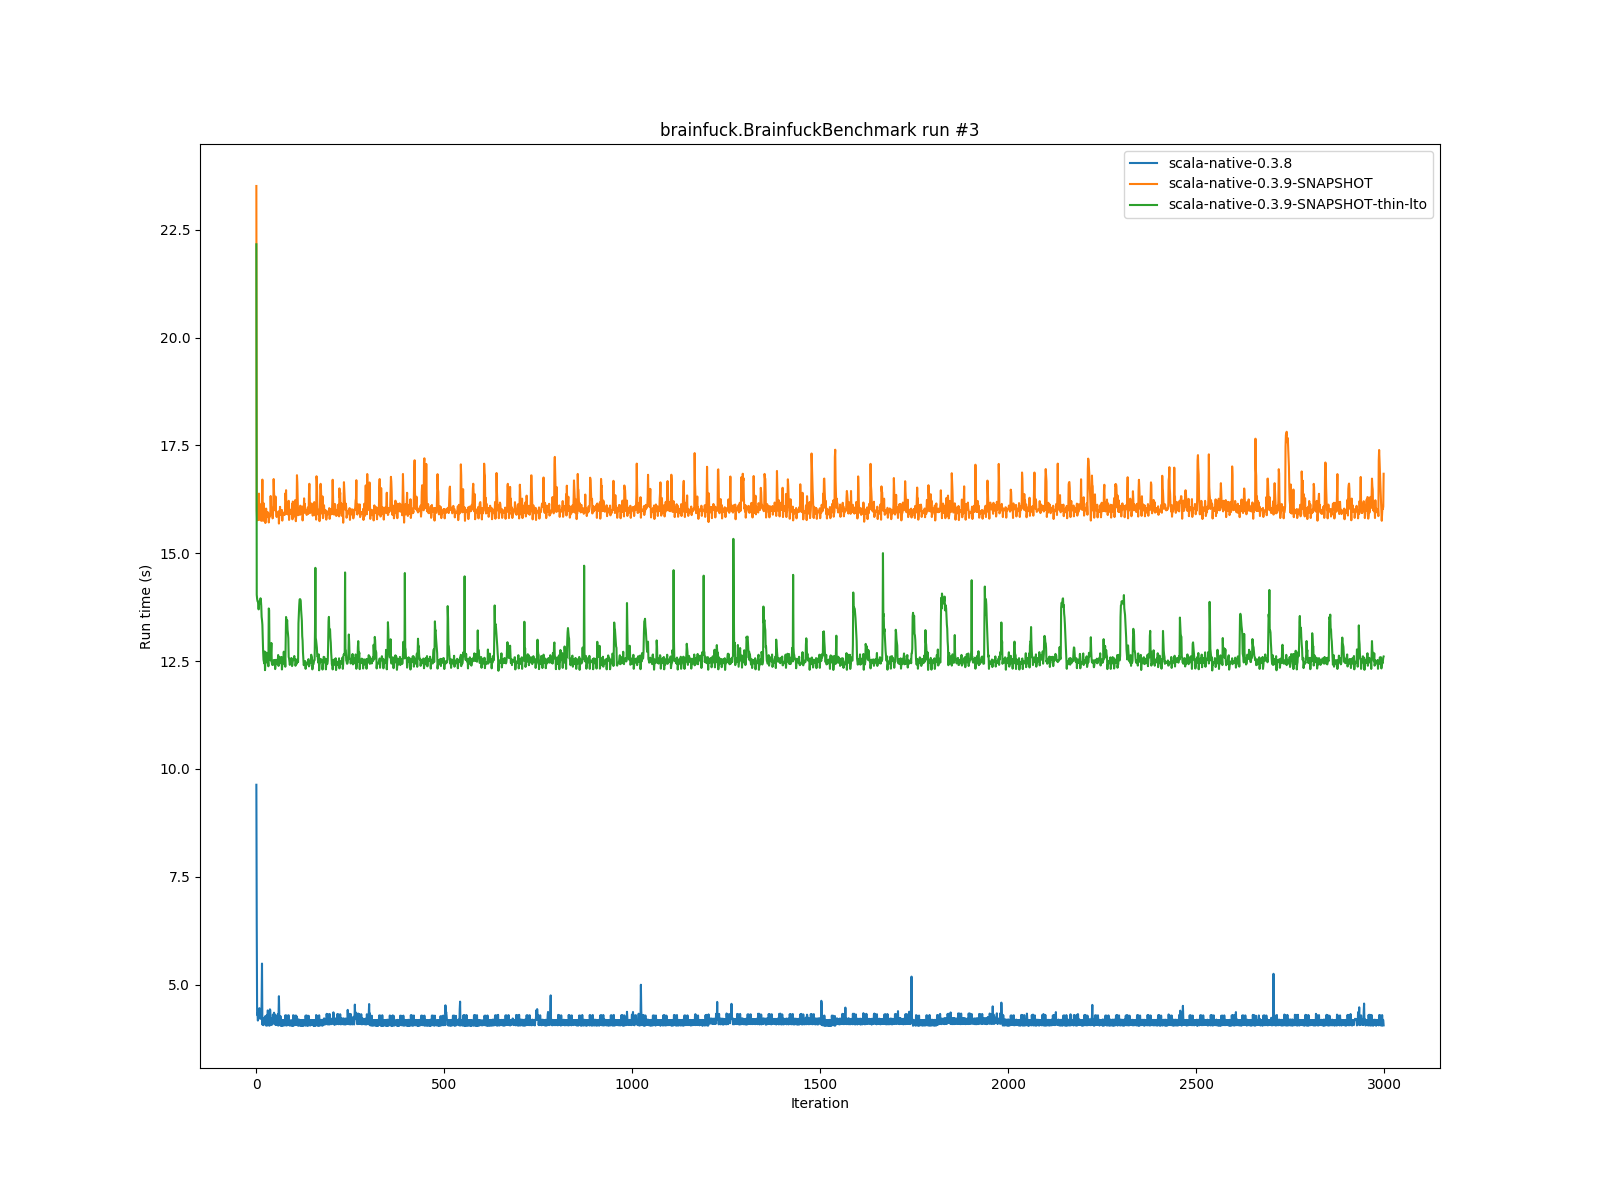 brainfuck.BrainfuckBenchmark run #3
scala-native-0.3.8
scala-native-0.3.9-SNAPSHOT
scala-native-0.3.9-SNAPSHOT-thin-lto
22.5
20.0
17.5
15.0
12.5
10.0
7.5
5.0
Run time (s)
0 500 1000 1500 2000 2500 3000
Iteration